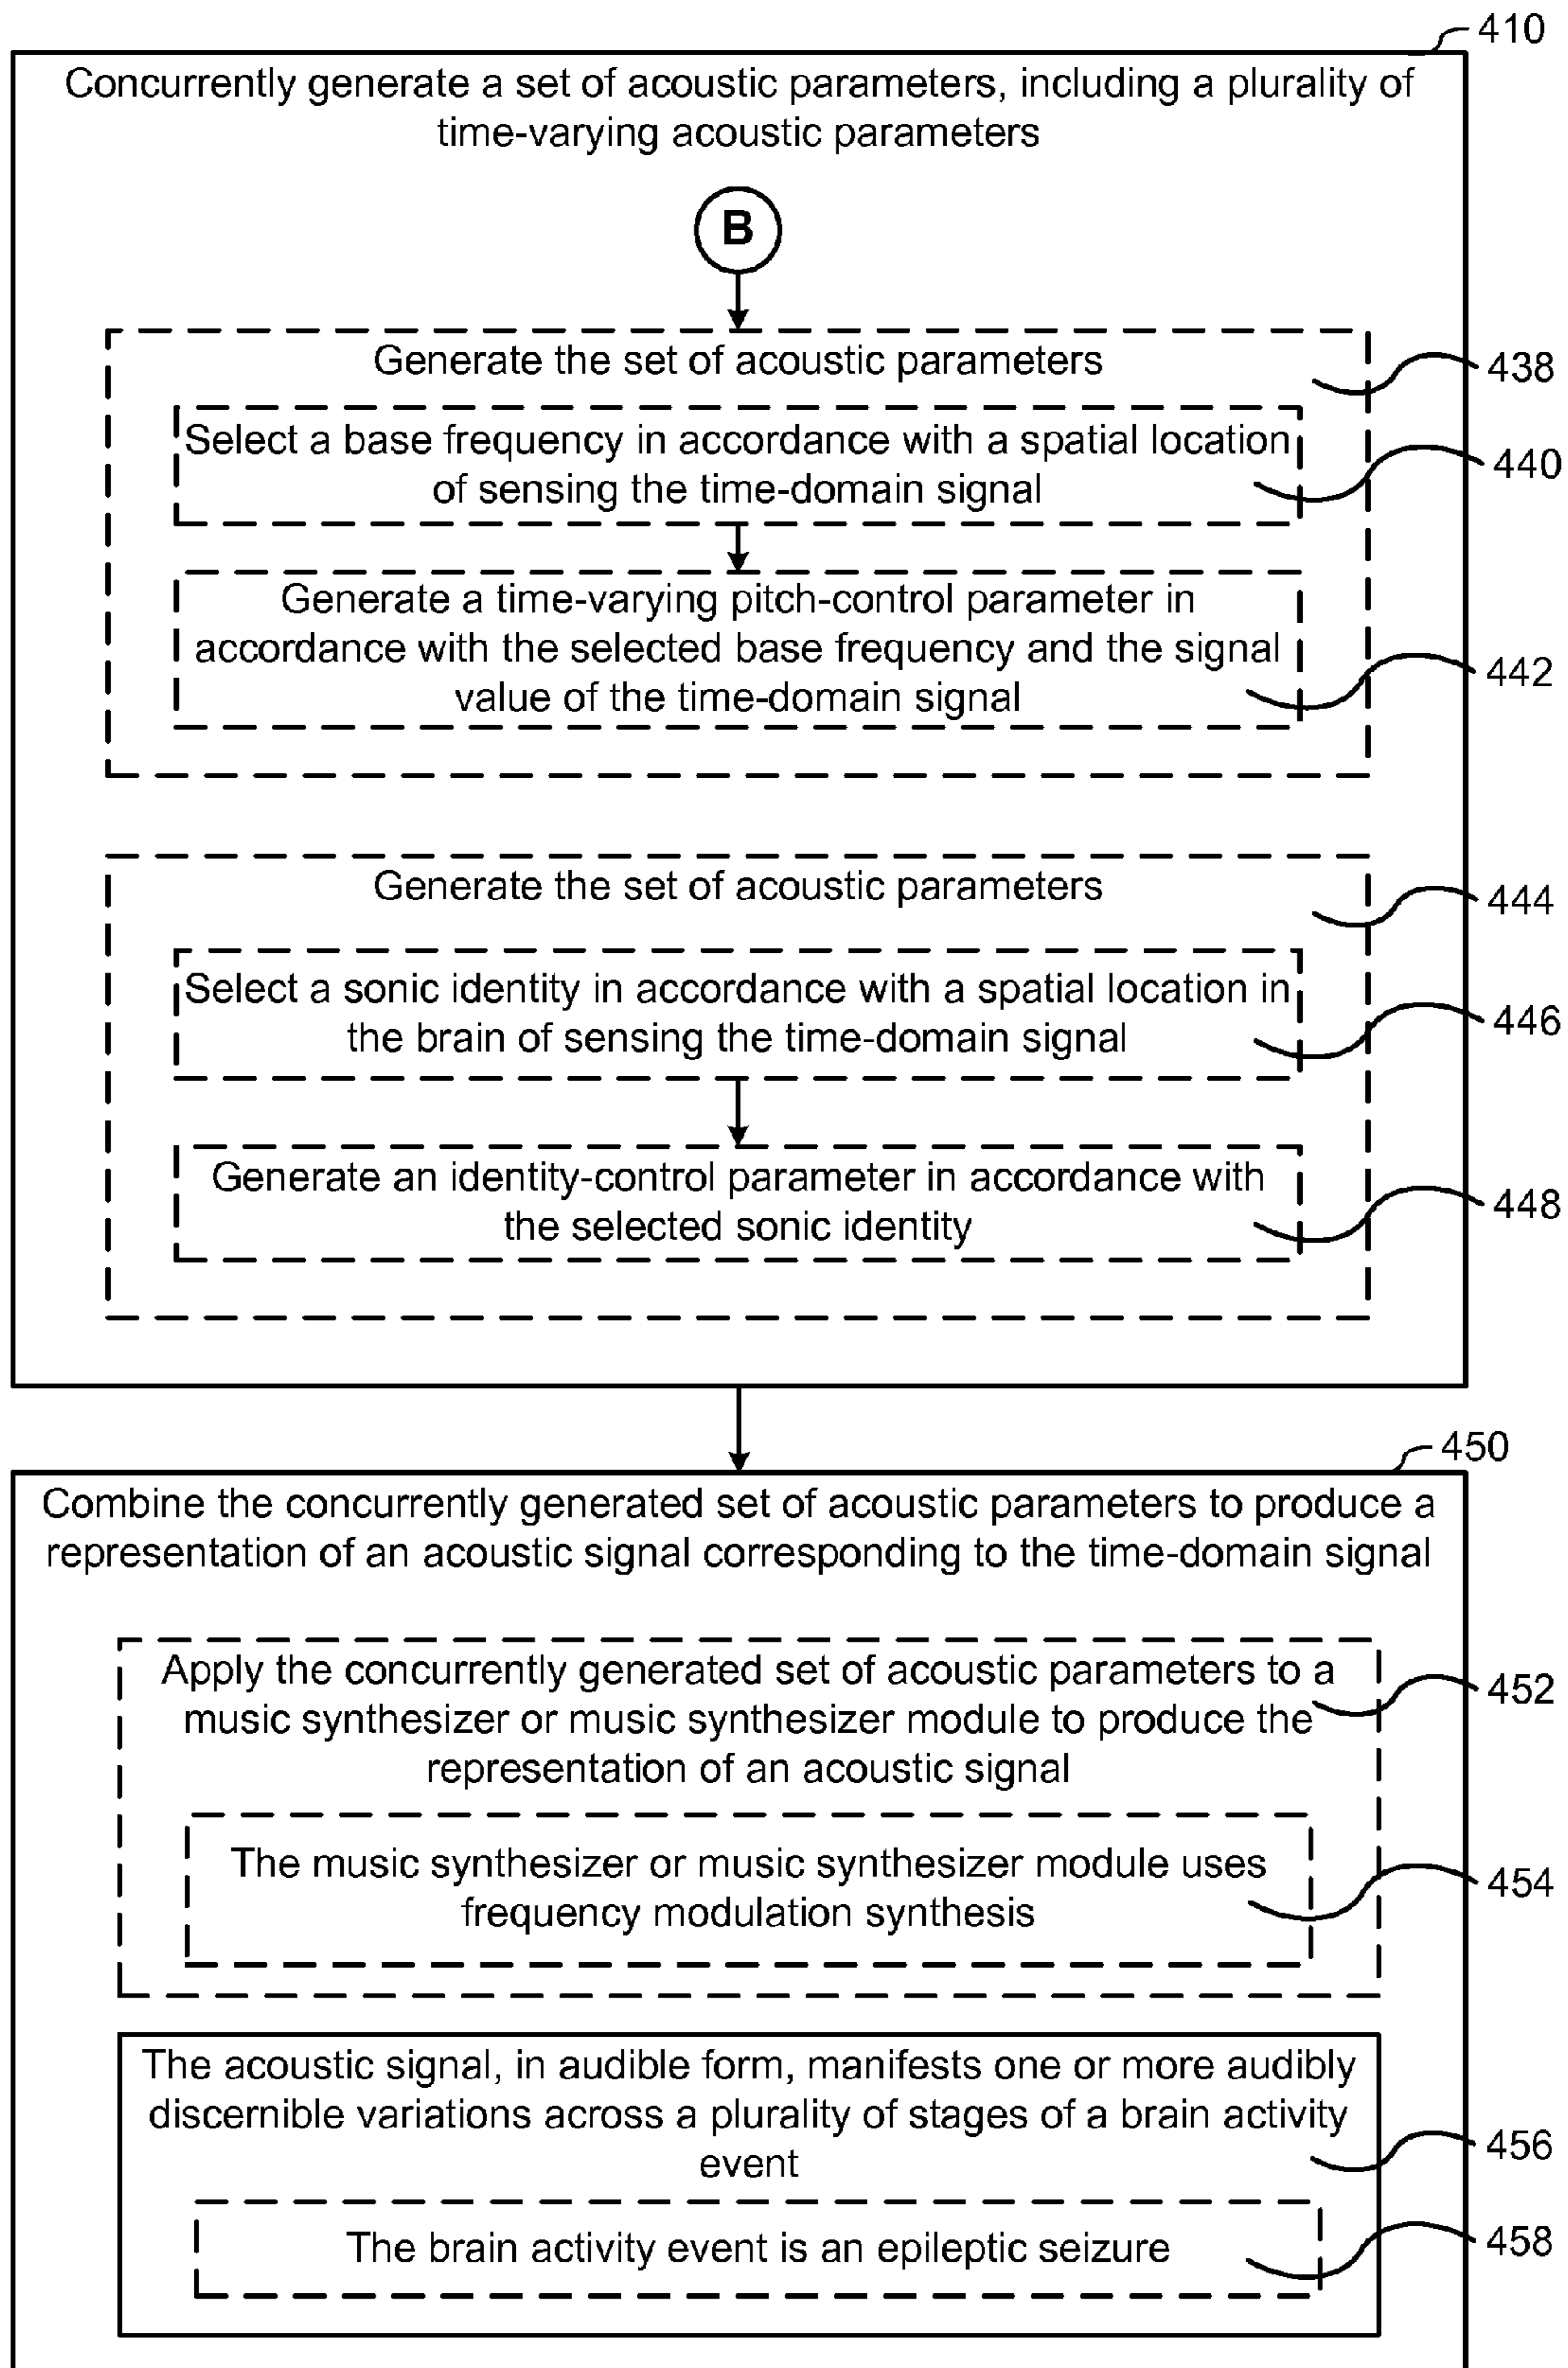 410
Concurrently generate a set of acoustic parameters, including a plurality of
time-varying acoustic parameters
B
Generate the set of acoustic parameters
438
Select a base frequency in accordance with a spatial location
of sensing the time-domain signal
440
Generate a time-varying pitch-control parameter in
accordance with the selected base frequency and the signal
value of the time-domain signal
442
Generate the set of acoustic parameters
444
Select a sonic identity in accordance with a spatial location in
the brain of sensing the time-domain signal
446
Generate an identity-control parameter in accordance with
the selected sonic identity
448
450
Combine the concurrently generated set of acoustic parameters to produce a
representation of an acoustic signal corresponding to the time-domain signal
Apply the concurrently generated set of acoustic parameters to a
music synthesizer or music synthesizer module to produce the
representation of an acoustic signal
452
The music synthesizer or music synthesizer module uses
frequency modulation synthesis
454
The acoustic signal, in audible form, manifests one or more audibly
discernible variations across a plurality of stages of a brain activity
event
456
The brain activity event is an epileptic seizure
458